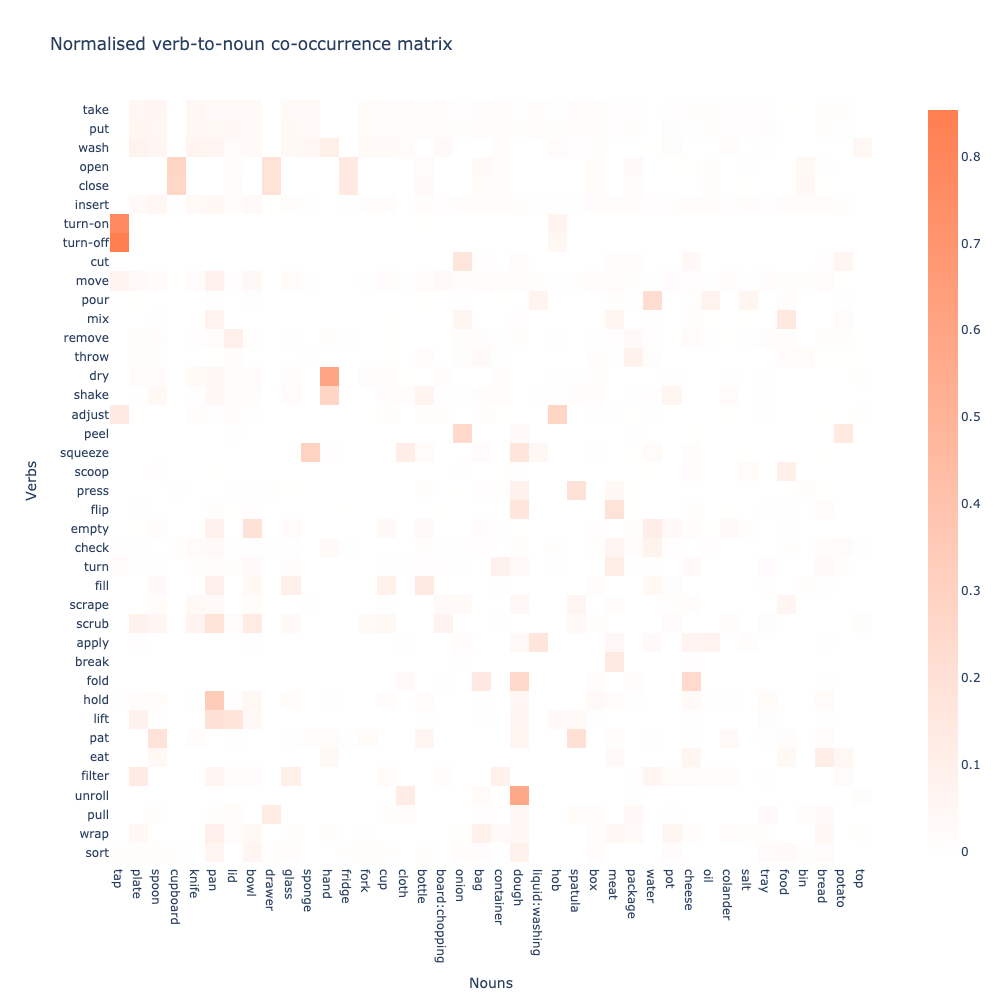 Normalised verb-to-noun co-occurrence matrix
take
put
wash
open
close
insert
turn-on
turn-off
cut
move
pour
mix
remove
throw
dry
shake
adjust
peel
squeeze
scoop
press
flip
empty
check
turn
fill
scrape
scrub
apply
break
fold
hold
lift
pat
eat
filter
unroll
pull
wrap
sort
Verbs
tap
plate
spoon
cupboard
knife
pan
lid
bowl
drawer
glass
sponge
hand
fridge
fork
cup
cloth
bottle
board:chopping
onion
bag
container
dough
liquid:washing
hob
spatula
box
meat
package
water
pot
cheese
oil
colander
salt
tray
food
bin
bread
potato
top
Nouns
0.8
0.7
0.6
0.5
0.4
0.3
0.2
0.1
0